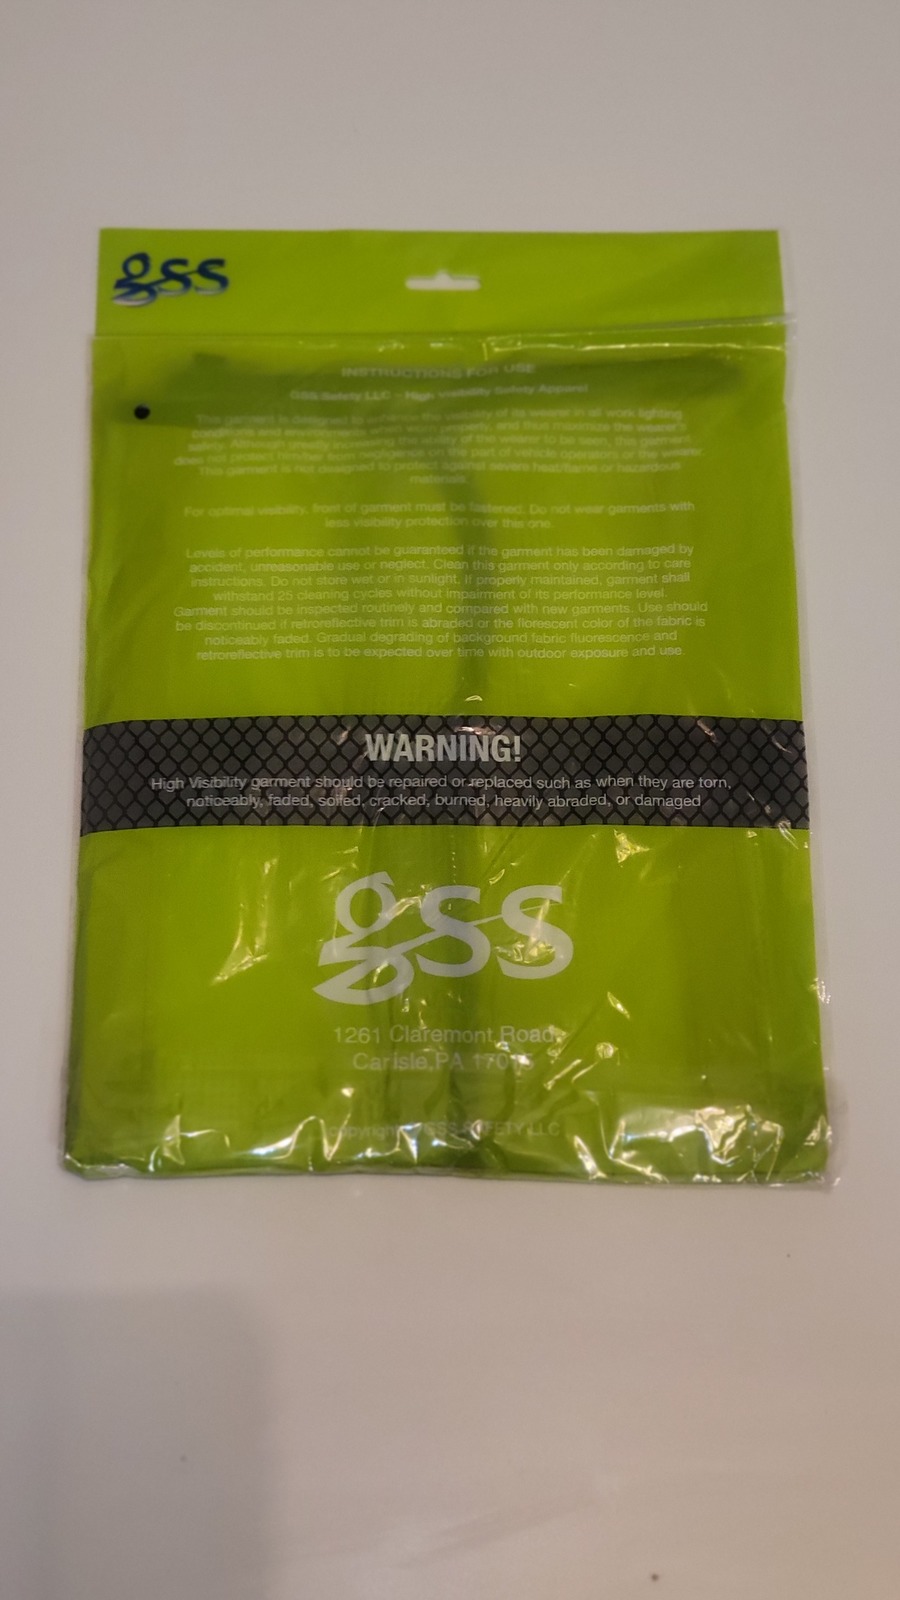 gss
INSTRUCTIONS FOR USE
GSS Safety LLC - High Visibility Safety Apparel
This garment is designed to enhance the visibility of its wearer in all work lighting
conditions and environments when worn properly, and thus maximize the wearer's
safety. Although greatly increasing the ability of the wearer to be seen, this garment
does not protect him/her from negligence on the part of vehicle operators or the wearer.
This garment is not designed to protect against severe heat/flame or hazardous
materials.
For optimal visibility, front of garment must be fastened. Do not wear garments with
less visibility protection over this one.
Levels of performance cannot be guaranteed if the garment has been damaged by
accident, unreasonable use or neglect. Clean this garment only according to care
instructions. Do not store wet or in sunlight. If properly maintained, garment shall
withstand 25 cleaning cycles without impairment of its performance level.
Garment should be inspected routinely and compared with new garments. Use should
be discontinued if retroreflective trim is abraded or the florescent color of the fabric is
noticeably faded. Gradual degrading of background fabric fluorescence and
retroreflective trim is to be expected over time with outdoor exposure and use.
WARNING!
High Visibility garment should be repaired or replaced such as when they are torn,
noticeably, faded, soiled, cracked, burned, heavily abraded, or damaged
gss
1261 Claremont Road
Carlisle,PA
copyright GSS SAFETY LLC